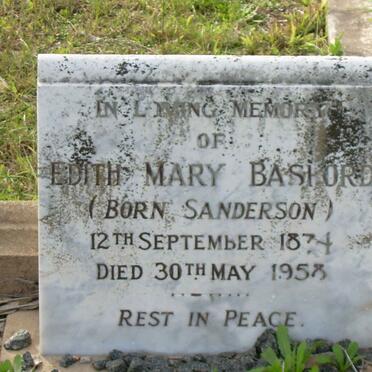 IN LOVING MEMORY
OF
EDITH MARY BASFORD
(BORN SANDERSON)
12TH SEPTEMBER 1874
DIED 30TH MAY 1958
REST IN PEACE.